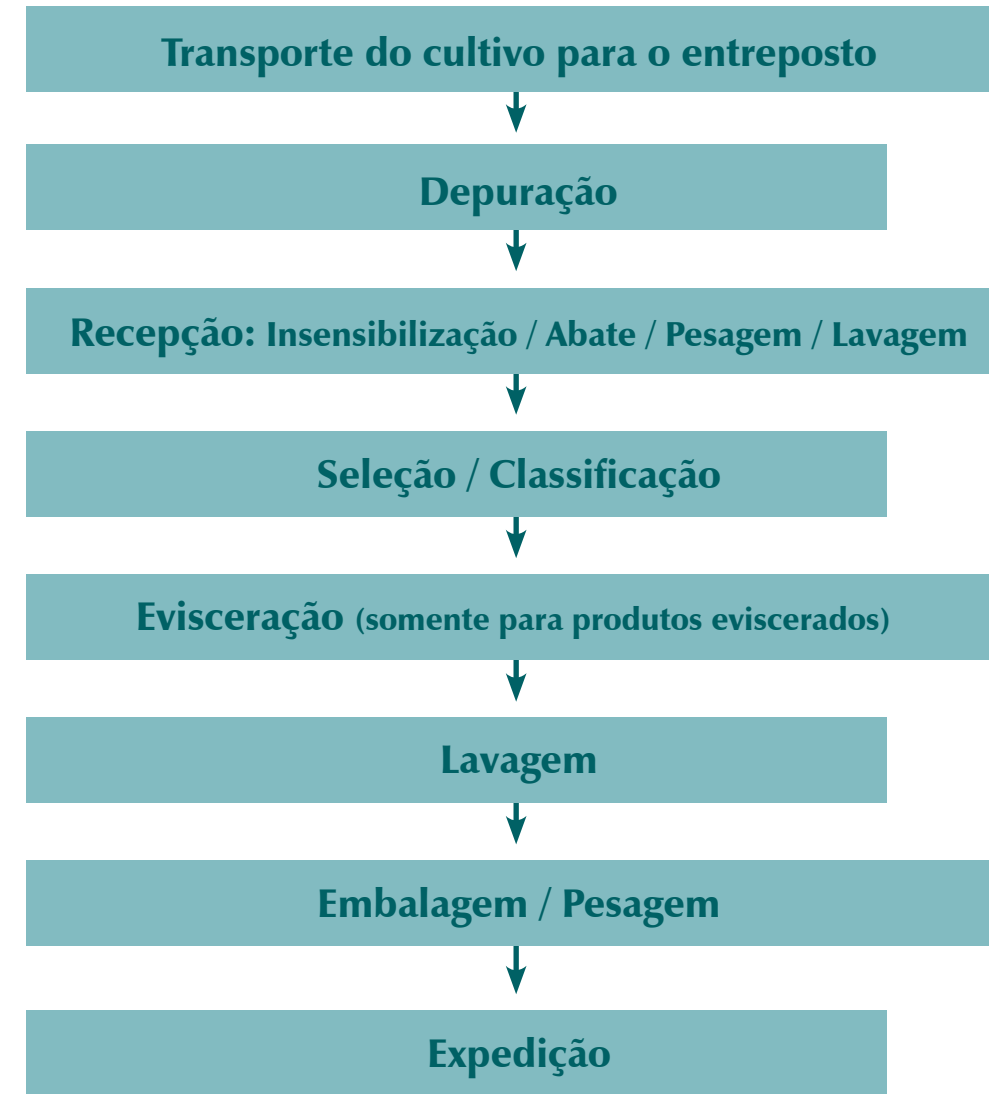 Transporte do cultivo para o entreposto
Depuração
Recepção: Insensibilização / Abate / Pesagem / Lavagem
Seleção / Classificação
Evisceração (somente para produtos eviscerados)
Lavagem
Embalagem / Pesagem
Expedição